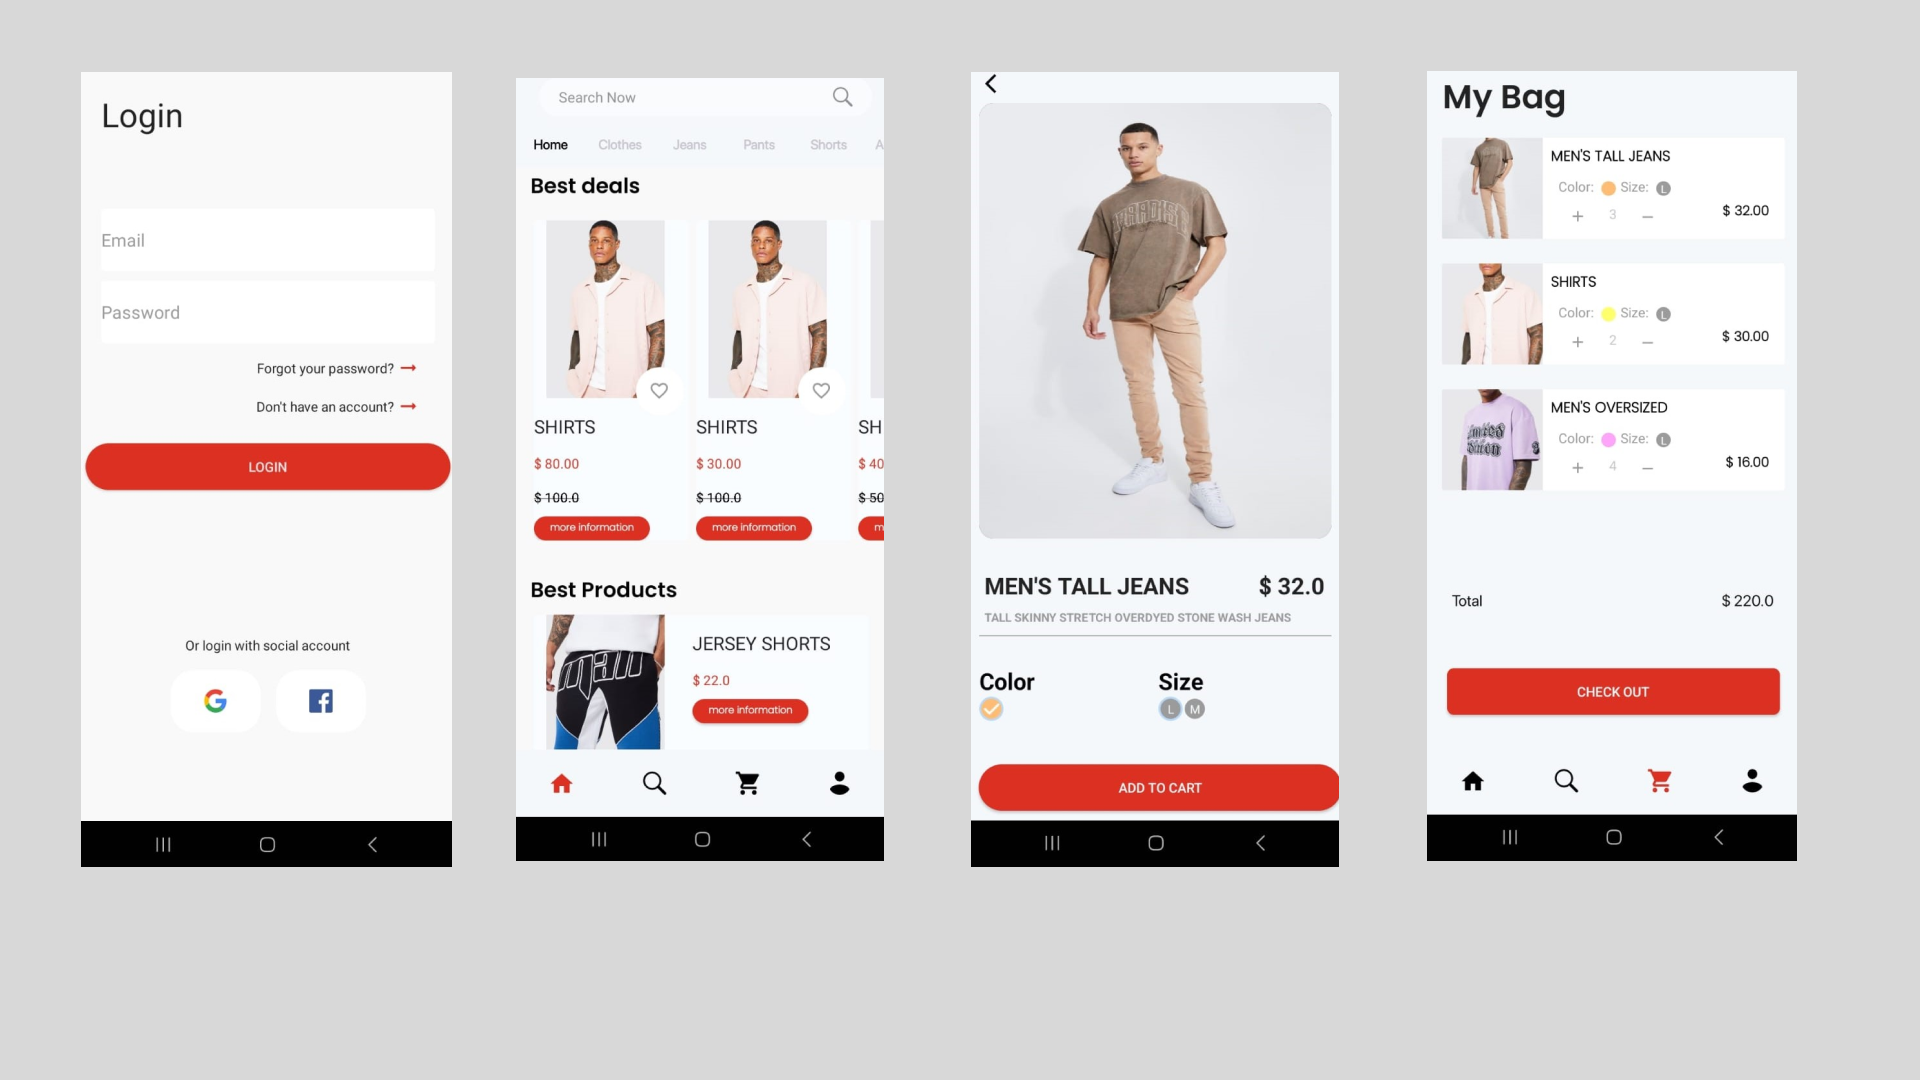 Login
Email
Password
Forgot your password?
Don't have an account?
LOGIN
Or login with social account
Search Now
Home Clothes Jeans Pants Shorts A
Best deals
SHIRTS SHIRTS SH
$ 80.00 $ 30.00 $ 40
$ 100.0 $ 100.0 $ 50
more information more information m
Best Products
JERSEY SHORTS
$ 22.0
more information
PARADISE
MEN'S TALL JEANS $ 32.0
TALL SKINNY STRETCH OVERDYED STONE WASH JEANS
Color Size
L M
ADD TO CART
My Bag
MEN'S TALL JEANS
Color: Size: L
+ 3 – $ 32.00
SHIRTS
Color: Size: L
+ 2 – $ 30.00
MEN'S OVERSIZED
Color: Size: L
+ 4 – $ 16.00
Total $ 220.0
CHECK OUT